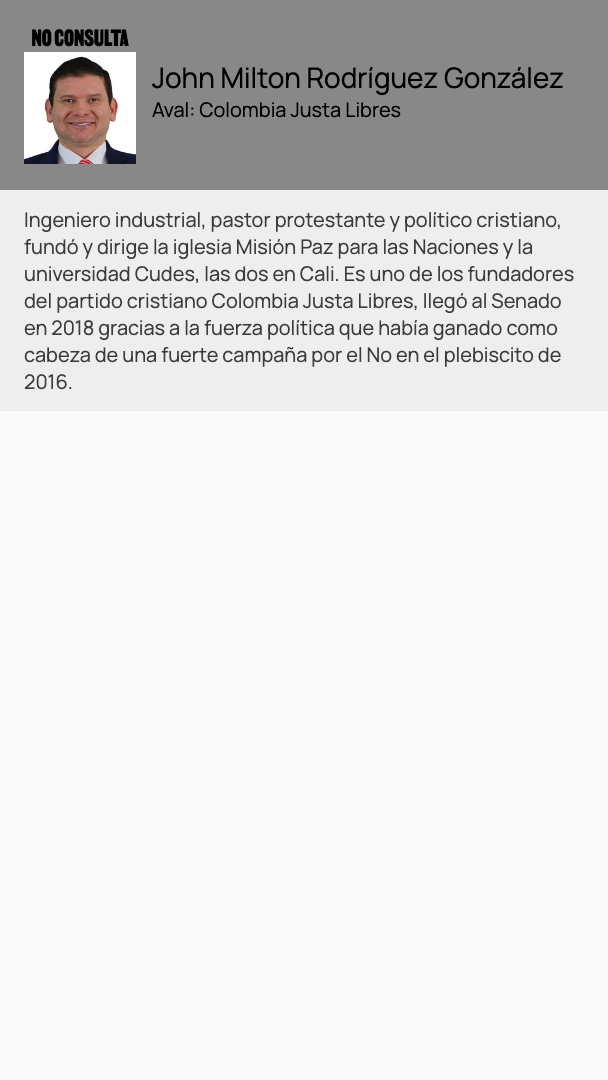 NO CONSULTA
John Milton Rodríguez González
Aval: Colombia Justa Libres
Ingeniero industrial, pastor protestante y político cristiano,
fundó y dirige la iglesia Misión Paz para las Naciones y la
universidad Cudes, las dos en Cali. Es uno de los fundadores
del partido cristiano Colombia Justa Libres, llegó al Senado
en 2018 gracias a la fuerza política que había ganado como
cabeza de una fuerte campaña por el No en el plebiscito de
2016.